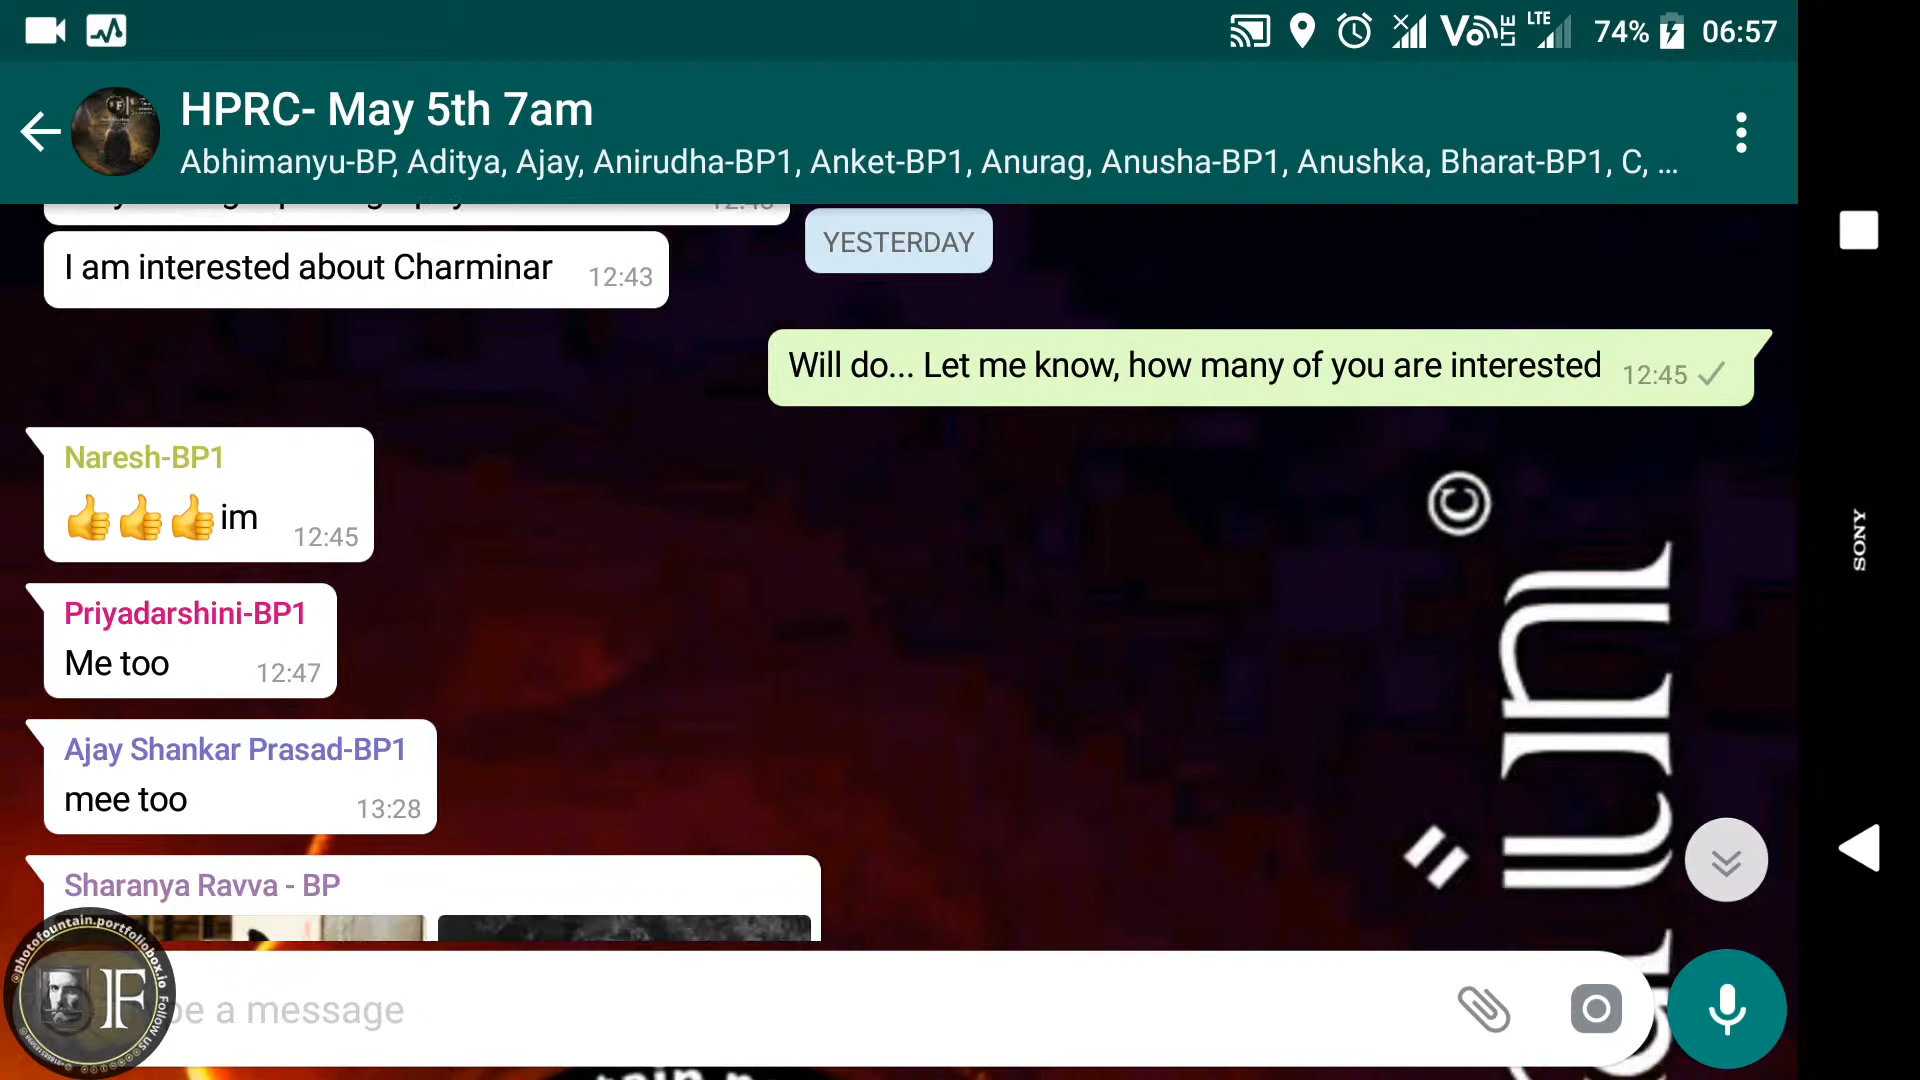 LTE 74% 06:57
HPRC- May 5th 7am
Abhimanyu-BP, Aditya, Ajay, Anirudha-BP1, Anket-BP1, Anurag, Anusha-BP1, Anushka, Bharat-BP1, C, ...
YESTERDAY
I am interested about Charminar 12:43
Will do... Let me know, how many of you are interested 12:45
Naresh-BP1
👍👍👍im 12:45
Priyadarshini-BP1
Me too 12:47
Ajay Shankar Prasad-BP1
mee too 13:28
Sharanya Ravva - BP
©photofountain.portfoliobox.io Follow us
F
be a message
©
SONY